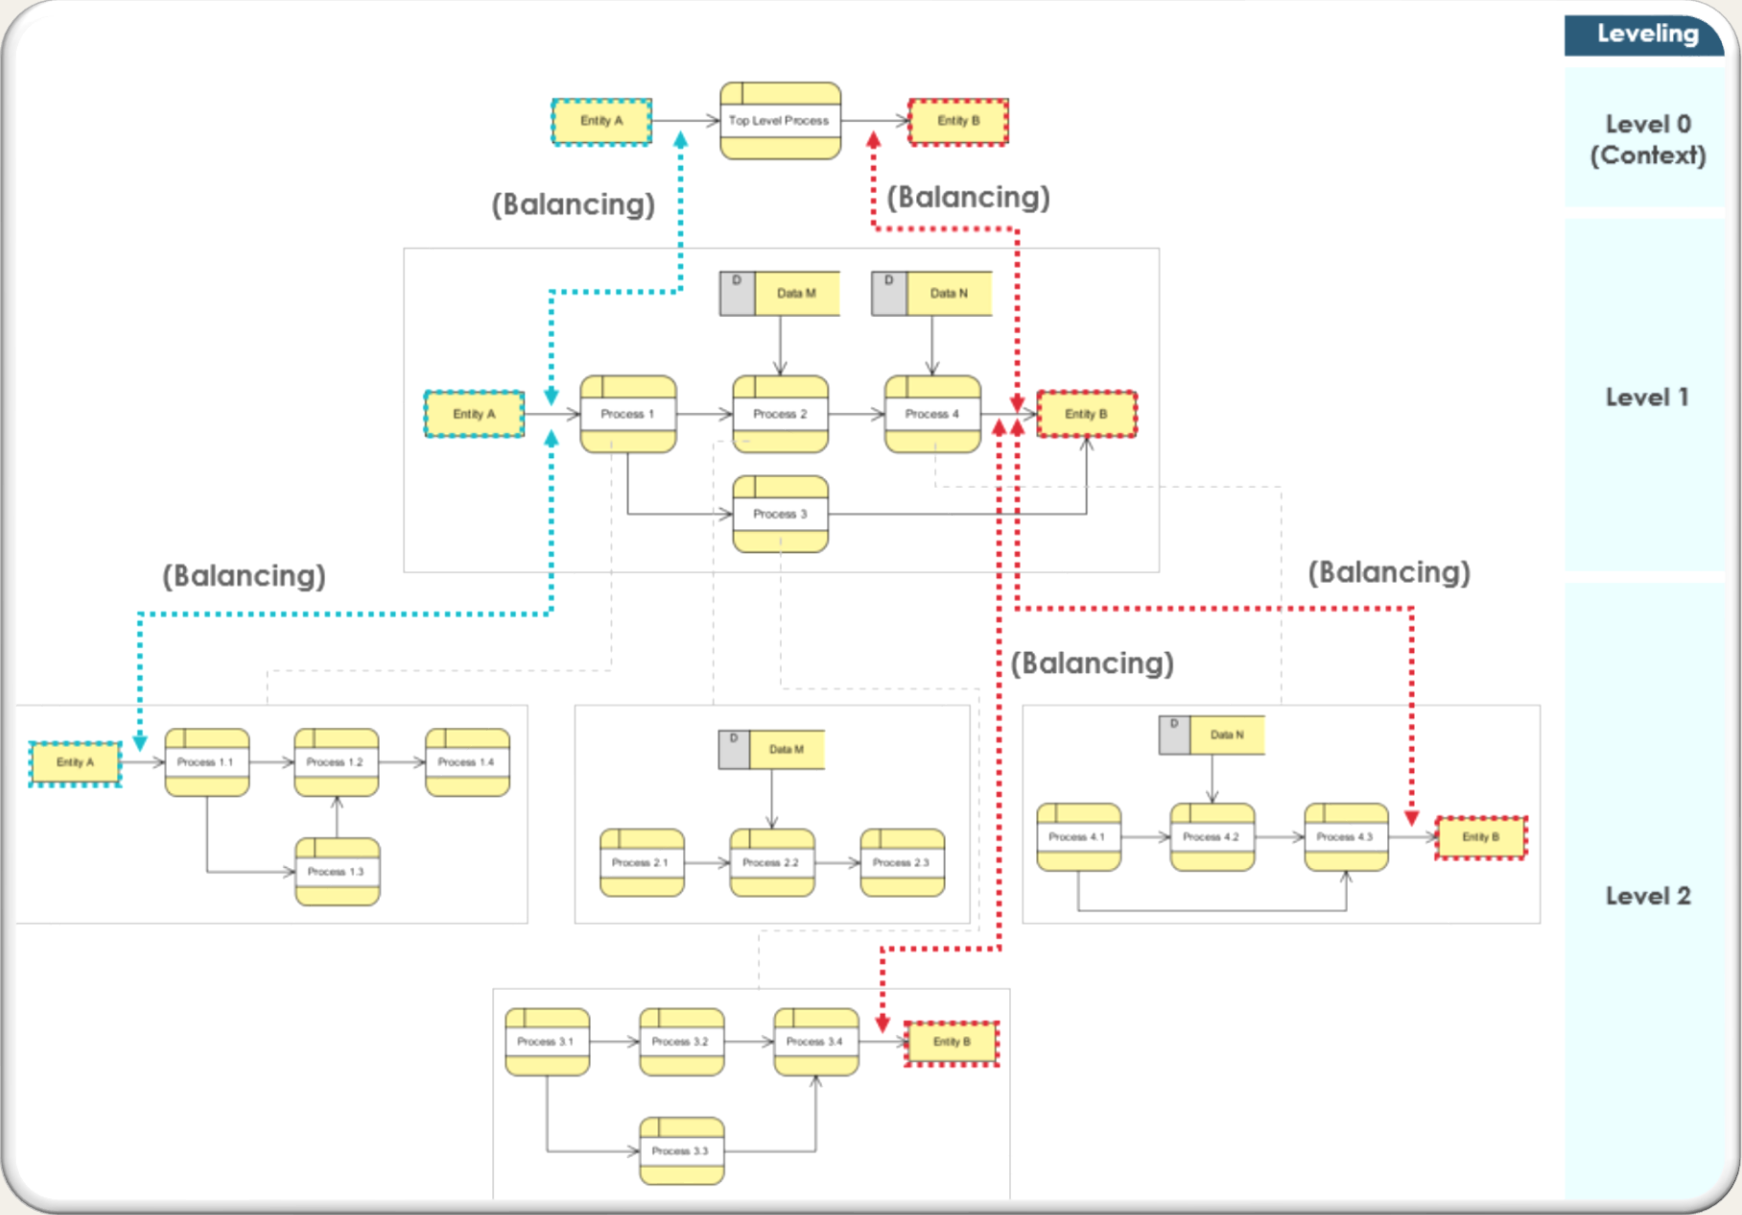 Leveling
Entity A
Top Level Process
Entity B
Level 0
(Context)
(Balancing)
(Balancing)
D
Data M
D
Data N
Entity A
Process 1
Process 2
Process 4
Entity B
Level 1
Process 3
(Balancing)
(Balancing)
(Balancing)
Entity A
Process 1.1
Process 1.2
Process 1.4
Process 1.3
D
Data M
Process 2.1
Process 2.2
Process 2.3
D
Data N
Process 4.1
Process 4.2
Process 4.3
Entity B
Level 2
Process 3.1
Process 3.2
Process 3.4
Entity B
Process 3.3